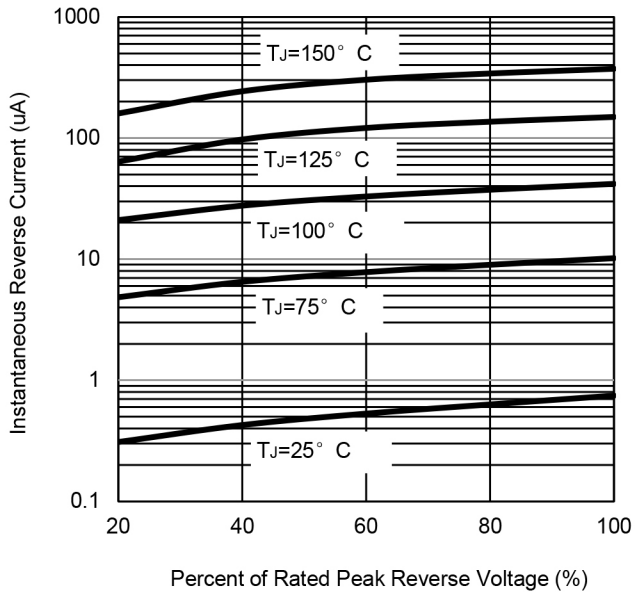 1000
100
10
1
0.1
Instantaneous Reverse Current (uA)
TJ=150° C
TJ=125° C
TJ=100° C
TJ=75° C
TJ=25° C
20 40 60 80 100
Percent of Rated Peak Reverse Voltage (%)